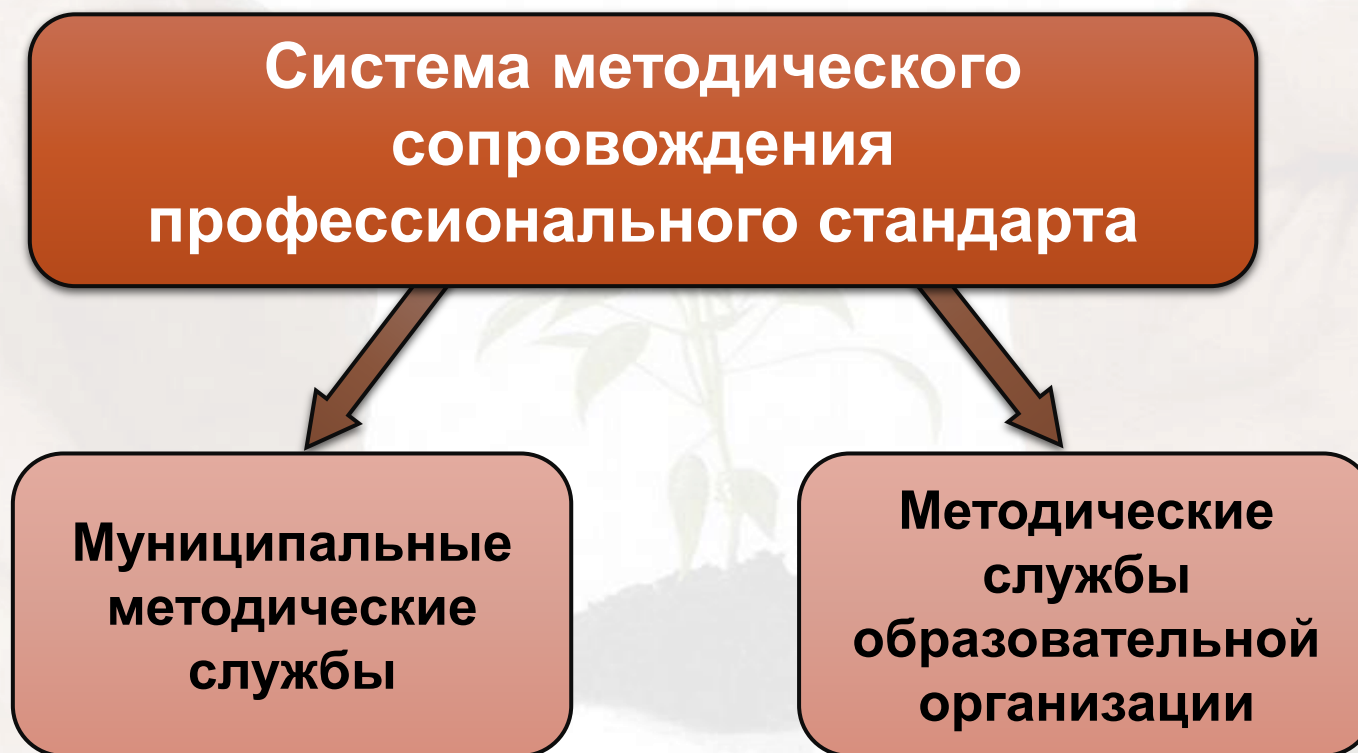 Система методического
сопровождения
профессионального стандарта
Муниципальные
методические
службы
Методические
службы
образовательной
организации